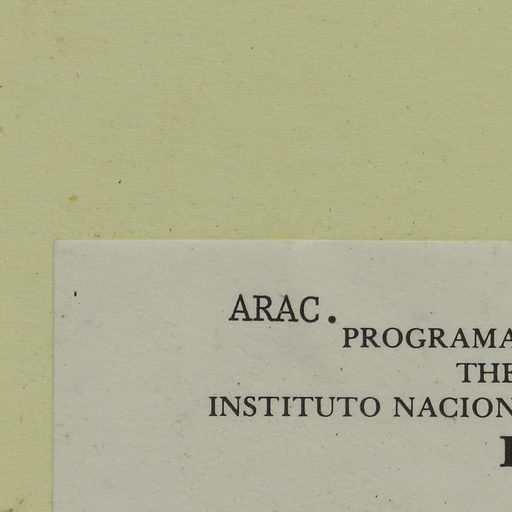 ARAC.
PROGRAMA
THE
INSTITUTO NACION